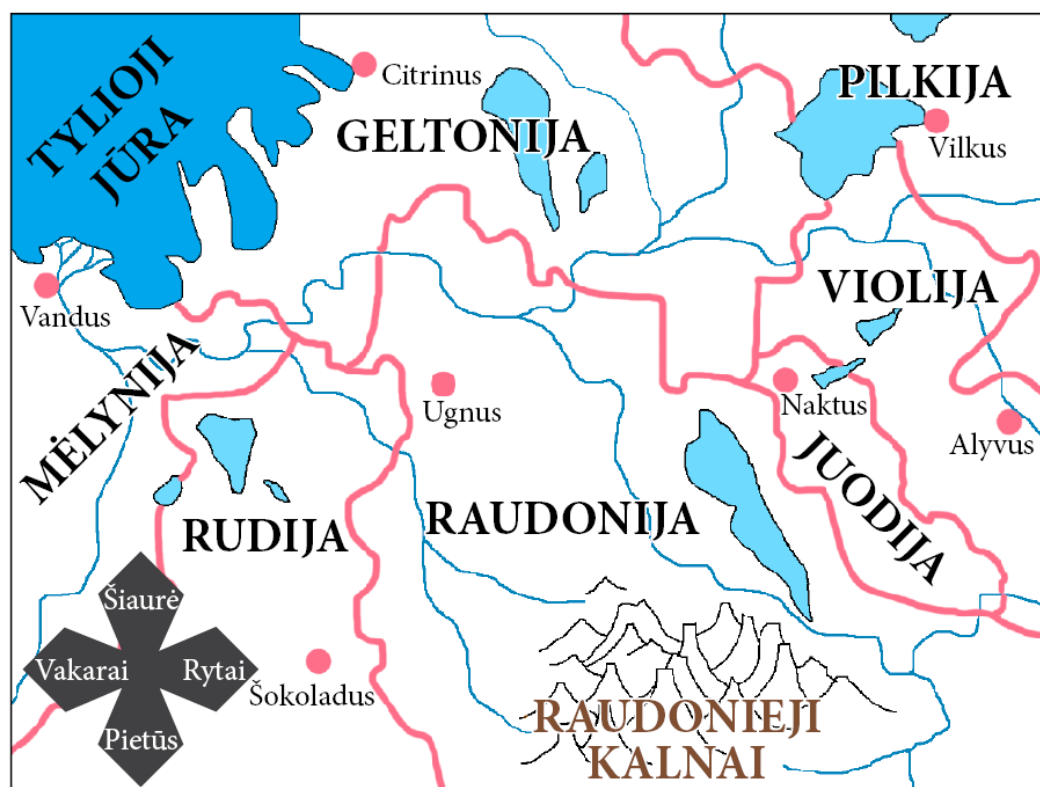 TYLIOJI
JŪRA
Citrinus
GELTONIJA
PILKIJA
Vilkus
VIOLIJA
Vandus
MĖLYNIJA
Ugnus
Naktus
Alyvus
JUODIJA
RUDIJA
RAUDONIJA
Šiaurė
Vakarai
Rytai
Pietūs
Šokoladus
RAUDONIEJI
KALNAI